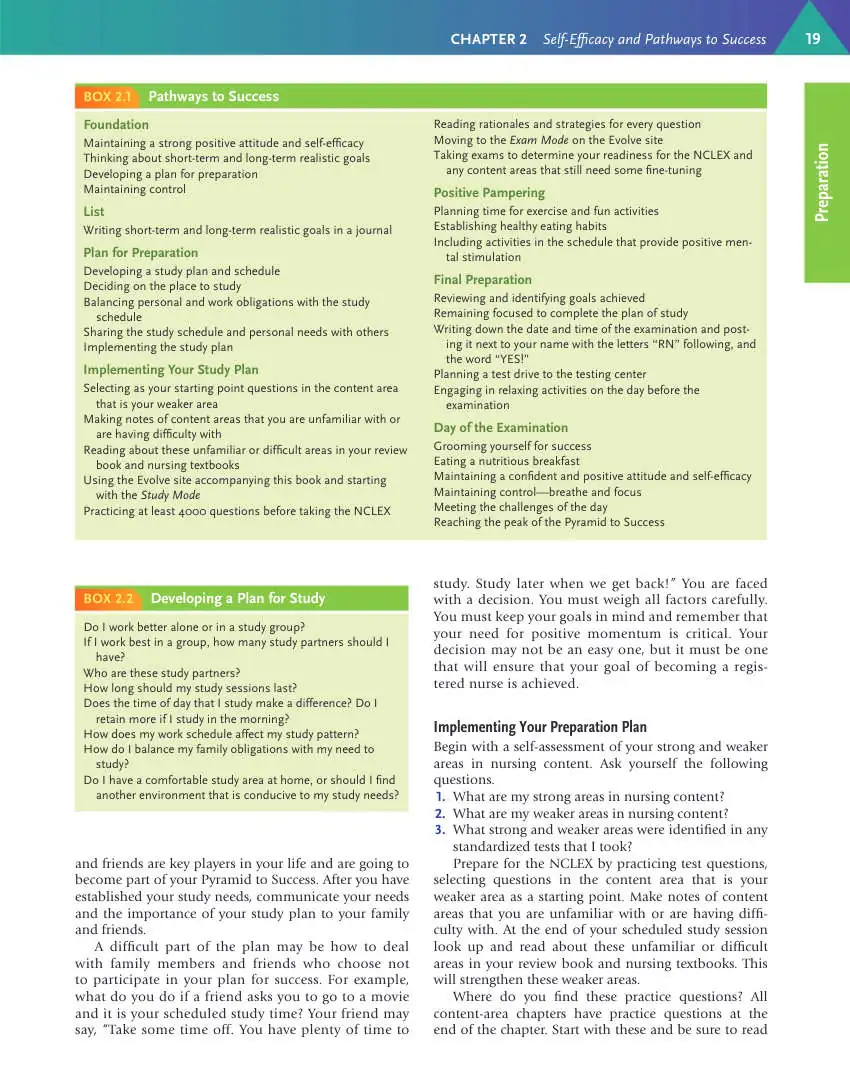 CHAPTER 2 Self-Efficacy and Pathways to Success 19
Preparation
BOX 2.1 Pathways to Success
Foundation
Maintaining a strong positive attitude and self-efficacy
Thinking about short-term and long-term realistic goals
Developing a plan for preparation
Maintaining control
List
Writing short-term and long-term realistic goals in a journal
Plan for Preparation
Developing a study plan and schedule
Deciding on the place to study
Balancing personal and work obligations with the study
schedule
Sharing the study schedule and personal needs with others
Implementing the study plan
Implementing Your Study Plan
Selecting as your starting point questions in the content area
that is your weaker area
Making notes of content areas that you are unfamiliar with or
are having difficulty with
Reading about these unfamiliar or difficult areas in your review
book and nursing textbooks
Using the Evolve site accompanying this book and starting
with the Study Mode
Practicing at least 4000 questions before taking the NCLEX
Reading rationales and strategies for every question
Moving to the Exam Mode on the Evolve site
Taking exams to determine your readiness for the NCLEX and
any content areas that still need some fine-tuning
Positive Pampering
Planning time for exercise and fun activities
Establishing healthy eating habits
Including activities in the schedule that provide positive men-
tal stimulation
Final Preparation
Reviewing and identifying goals achieved
Remaining focused to complete the plan of study
Writing down the date and time of the examination and post-
ing it next to your name with the letters “RN” following, and
the word “YES!”
Planning a test drive to the testing center
Engaging in relaxing activities on the day before the
examination
Day of the Examination
Grooming yourself for success
Eating a nutritious breakfast
Maintaining a confident and positive attitude and self-efficacy
Maintaining control—breathe and focus
Meeting the challenges of the day
Reaching the peak of the Pyramid to Success
BOX 2.2 Developing a Plan for Study
Do I work better alone or in a study group?
If I work best in a group, how many study partners should I
have?
Who are these study partners?
How long should my study sessions last?
Does the time of day that I study make a difference? Do I
retain more if I study in the morning?
How does my work schedule affect my study pattern?
How do I balance my family obligations with my need to
study?
Do I have a comfortable study area at home, or should I find
another environment that is conducive to my study needs?
and friends are key players in your life and are going to
become part of your Pyramid to Success. After you have
established your study needs, communicate your needs
and the importance of your study plan to your family
and friends.
A difficult part of the plan may be how to deal
with family members and friends who choose not
to participate in your plan for success. For example,
what do you do if a friend asks you to go to a movie
and it is your scheduled study time? Your friend may
say, “Take some time off. You have plenty of time to
study. Study later when we get back!” You are faced
with a decision. You must weigh all factors carefully.
You must keep your goals in mind and remember that
your need for positive momentum is critical. Your
decision may not be an easy one, but it must be one
that will ensure that your goal of becoming a regis-
tered nurse is achieved.
Implementing Your Preparation Plan
Begin with a self-assessment of your strong and weaker
areas in nursing content. Ask yourself the following
questions.
1. What are my strong areas in nursing content?
2. What are my weaker areas in nursing content?
3. What strong and weaker areas were identified in any
standardized tests that I took?
Prepare for the NCLEX by practicing test questions,
selecting questions in the content area that is your
weaker area as a starting point. Make notes of content
areas that you are unfamiliar with or are having diffi-
culty with. At the end of your scheduled study session
look up and read about these unfamiliar or difficult
areas in your review book and nursing textbooks. This
will strengthen these weaker areas.
Where do you find these practice questions? All
content-area chapters have practice questions at the
end of the chapter. Start with these and be sure to read